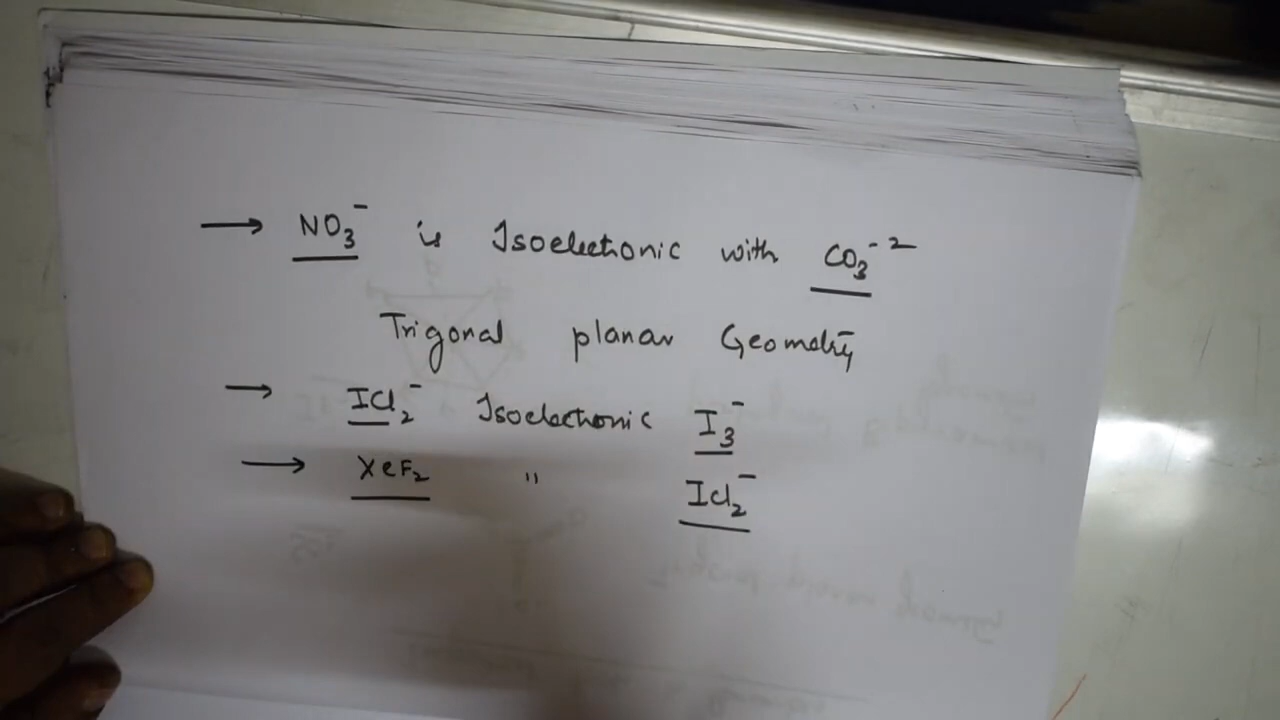 → NO₃⁻ is Isoelectronic with CO₃⁻²
Trigonal planar Geometry
→ ICl₂⁻ Isoelectronic I₃⁻
→ XeF₂ " ICl₂⁻